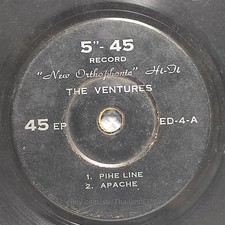 5"- 45
RECORD
"New Orthophonic" Hi-Fi
THE VENTURES
45 EP
ED-4-A
1. PIHE LINE
2. APACHE